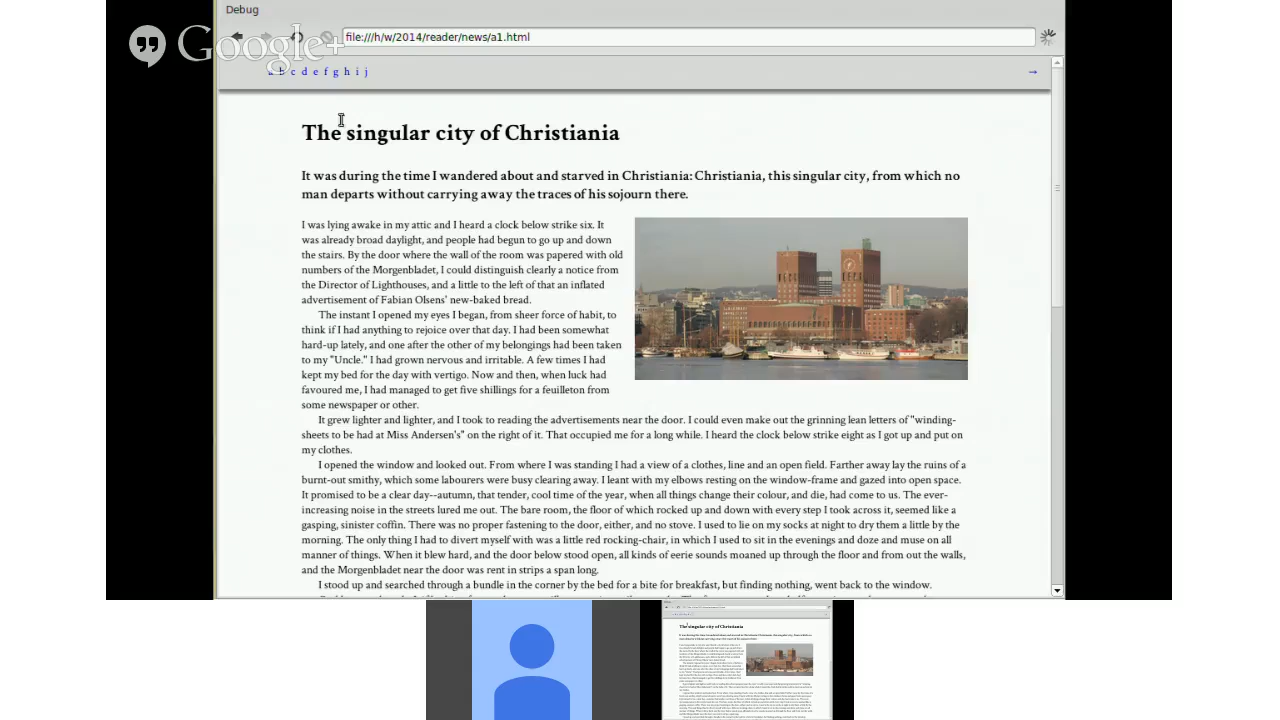 Debug
Google+
file:///h/w/2014/reader/news/a1.html
a b c d e f g h i j →
The singular city of Christiania
It was during the time I wandered about and starved in Christiania: Christiania, this singular city, from which no
man departs without carrying away the traces of his sojourn there.
I was lying awake in my attic and I heard a clock below strike six. It
was already broad daylight, and people had begun to go up and down
the stairs. By the door where the wall of the room was papered with old
numbers of the Morgenbladet, I could distinguish clearly a notice from
the Director of Lighthouses, and a little to the left of that an inflated
advertisement of Fabian Olsens' new-baked bread.
The instant I opened my eyes I began, from sheer force of habit, to
think if I had anything to rejoice over that day. I had been somewhat
hard-up lately, and one after the other of my belongings had been taken
to my "Uncle." I had grown nervous and irritable. A few times I had
kept my bed for the day with vertigo. Now and then, when luck had
favoured me, I had managed to get five shillings for a feuilleton from
some newspaper or other.
It grew lighter and lighter, and I took to reading the advertisements near the door. I could even make out the grinning lean letters of "winding-
sheets to be had at Miss Andersen's" on the right of it. That occupied me for a long while. I heard the clock below strike eight as I got up and put on
my clothes.
I opened the window and looked out. From where I was standing I had a view of a clothes, line and an open field. Farther away lay the ruins of a
burnt-out smithy, which some labourers were busy clearing away. I leant with my elbows resting on the window-frame and gazed into open space.
It promised to be a clear day--autumn, that tender, cool time of the year, when all things change their colour, and die, had come to us. The ever-
increasing noise in the streets lured me out. The bare room, the floor of which rocked up and down with every step I took across it, seemed like a
gasping, sinister coffin. There was no proper fastening to the door, either, and no stove. I used to lie on my socks at night to dry them a little by the
morning. The only thing I had to divert myself with was a little red rocking-chair, in which I used to sit in the evenings and doze and muse on all
manner of things. When it blew hard, and the door below stood open, all kinds of eerie sounds moaned up through the floor and from out the walls,
and the Morgenbladet near the door was rent in strips a span long.
I stood up and searched through a bundle in the corner by the bed for a bite for breakfast, but finding nothing, went back to the window.
The singular city of Christiania